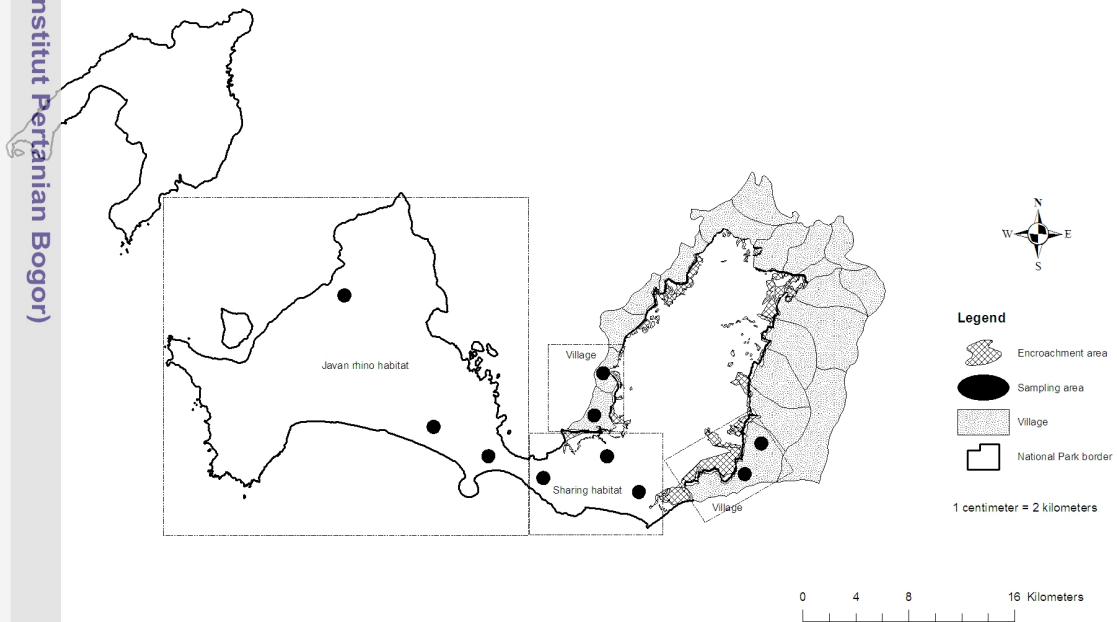 nstitut Pertanian Bogor)
N
W E
S
Javan rhino habitat
Village
Sharing habitat
Village
Legend
Encroachment area
Sampling area
Village
National Park border
1 centimeter = 2 kilometers
0 4 8 16 Kilometers